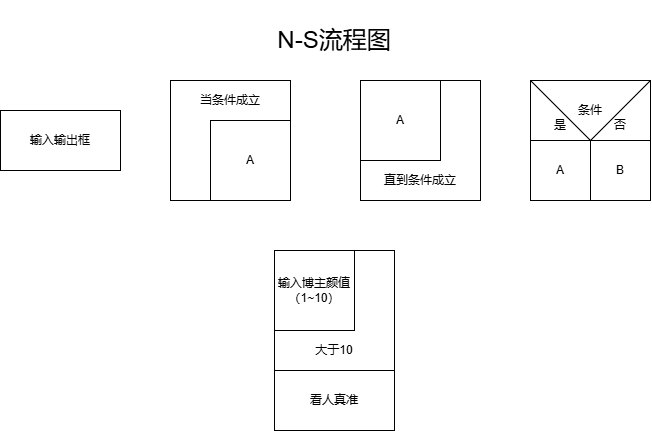 N-S流程图
输入输出框
当条件成立
A
A
直到条件成立
条件
是
否
A
B
输入博主颜值
（1~10）
大于10
看人真准